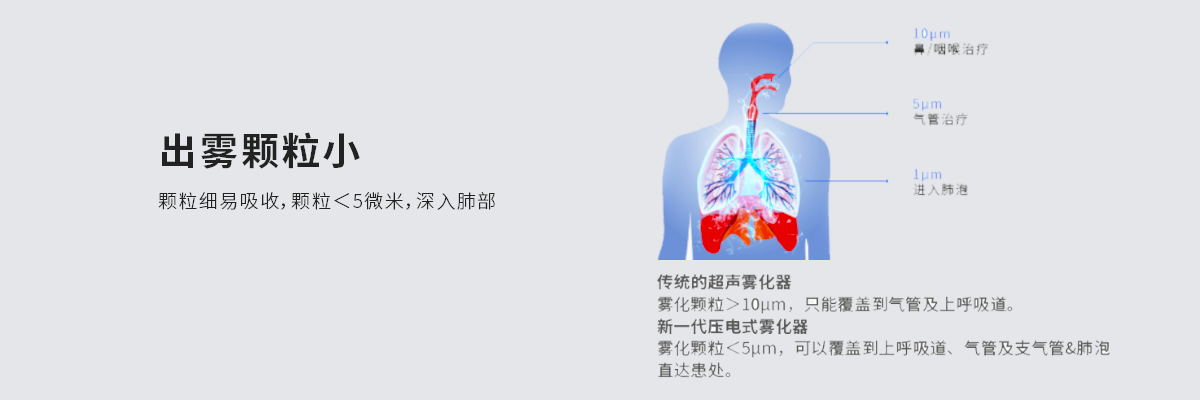 出雾颗粒小
颗粒细易吸收,颗粒＜5微米,深入肺部
10μm
鼻/咽喉治疗
5μm
气管治疗
1μm
进入肺泡
传统的超声雾化器
雾化颗粒＞10μm，只能覆盖到气管及上呼吸道。
新一代压电式雾化器
雾化颗粒＜5μm，可以覆盖到上呼吸道、气管及支气管&肺泡
直达患处。